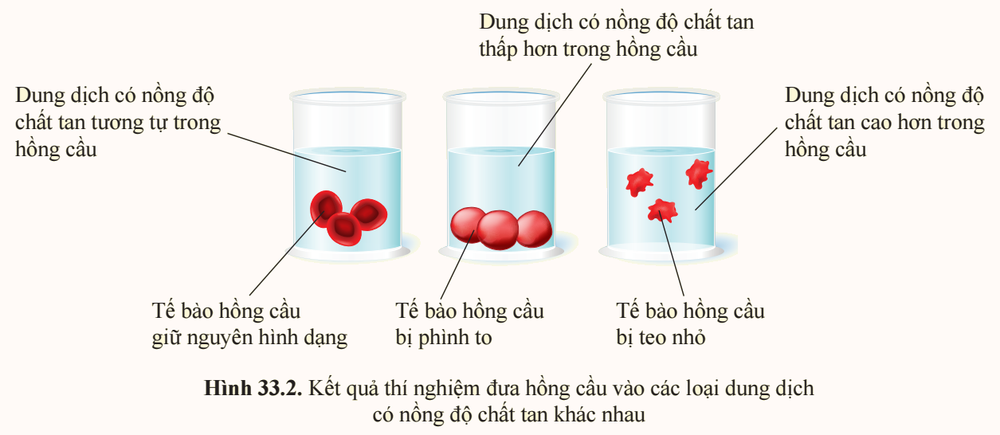 Dung dịch có nồng độ chất tan
thấp hơn trong hồng cầu
Dung dịch có nồng độ
chất tan tương tự trong
hồng cầu
Dung dịch có nồng độ
chất tan cao hơn trong
hồng cầu
Tế bào hồng cầu
giữ nguyên hình dạng
Tế bào hồng cầu
bị phình to
Tế bào hồng cầu
bị teo nhỏ
Hình 33.2. Kết quả thí nghiệm đưa hồng cầu vào các loại dung dịch
có nồng độ chất tan khác nhau